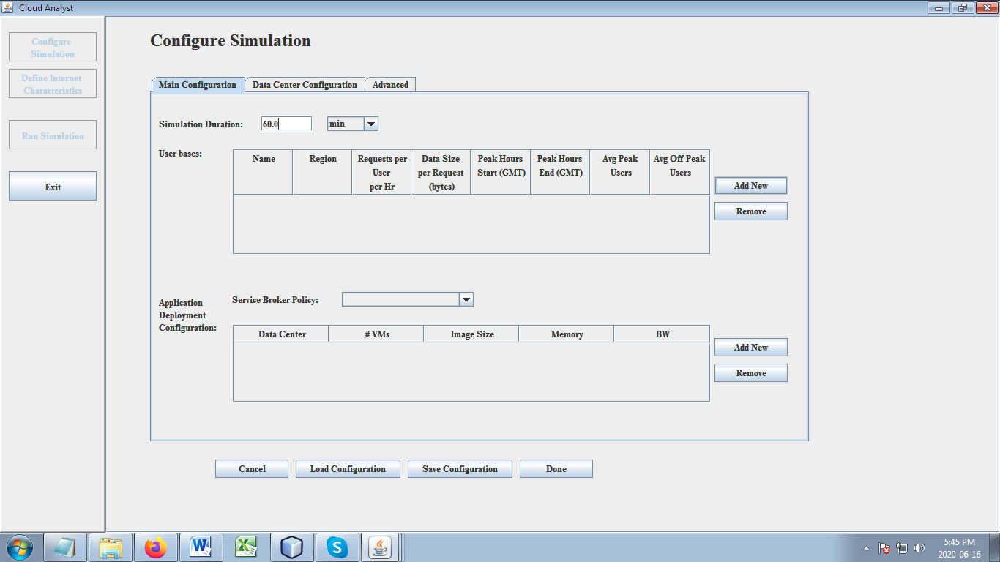 Cloud Analyst
Configure
Simulation
Define Internet
Characteristics
Run Simulation
Exit
Configure Simulation
Main Configuration
Data Center Configuration
Advanced
Simulation Duration:
60.0
min
User bases:
Name
Region
Requests per
User
per Hr
Data Size
per Request
(bytes)
Peak Hours
Start (GMT)
Peak Hours
End (GMT)
Avg Peak
Users
Avg Off-Peak
Users
Add New
Remove
Application
Deployment
Configuration:
Service Broker Policy:
Data Center
# VMs
Image Size
Memory
BW
Add New
Remove
Cancel
Load Configuration
Save Configuration
Done
5:45 PM
2020-06-16